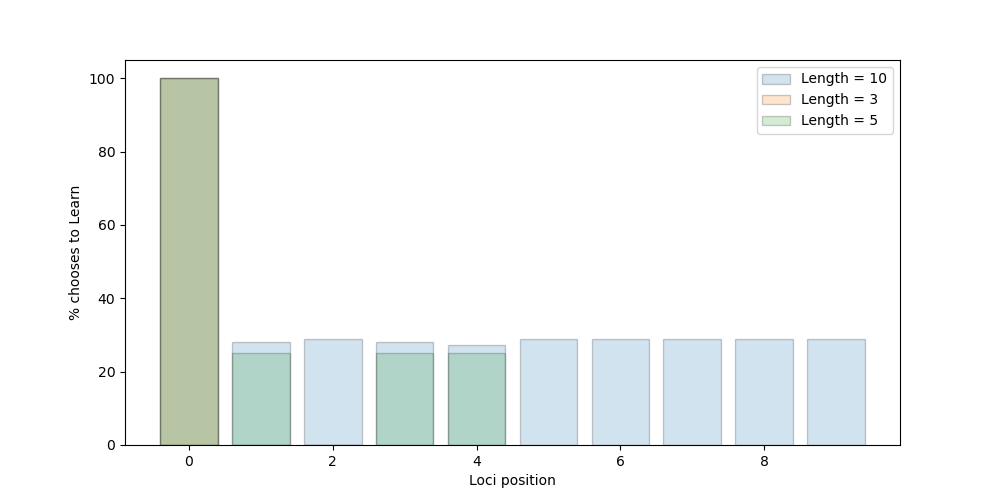 100
80
60
40
20
0
% chooses to Learn
Length = 10
Length = 3
Length = 5
0 2 4 6 8
Loci position